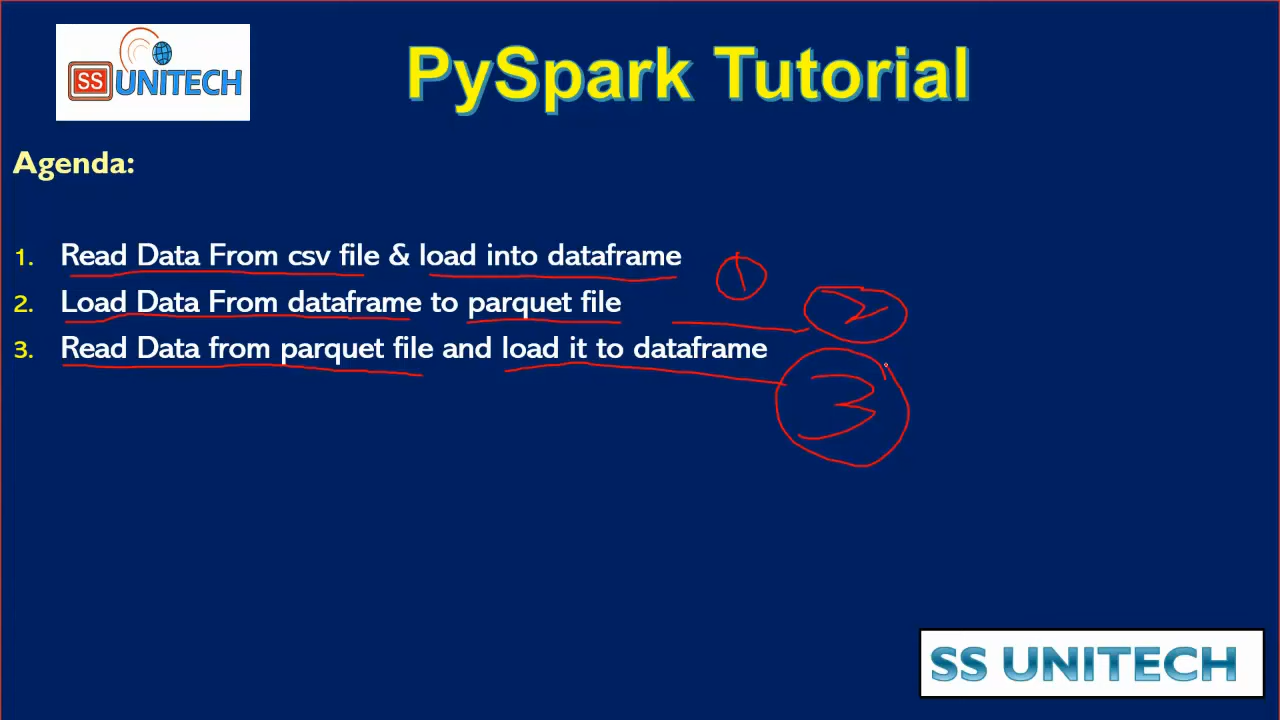 SS UNITECH
PySpark Tutorial
Agenda:
1. Read Data From csv file & load into dataframe
1
2. Load Data From dataframe to parquet file
2
3. Read Data from parquet file and load it to dataframe
3
SS UNITECH